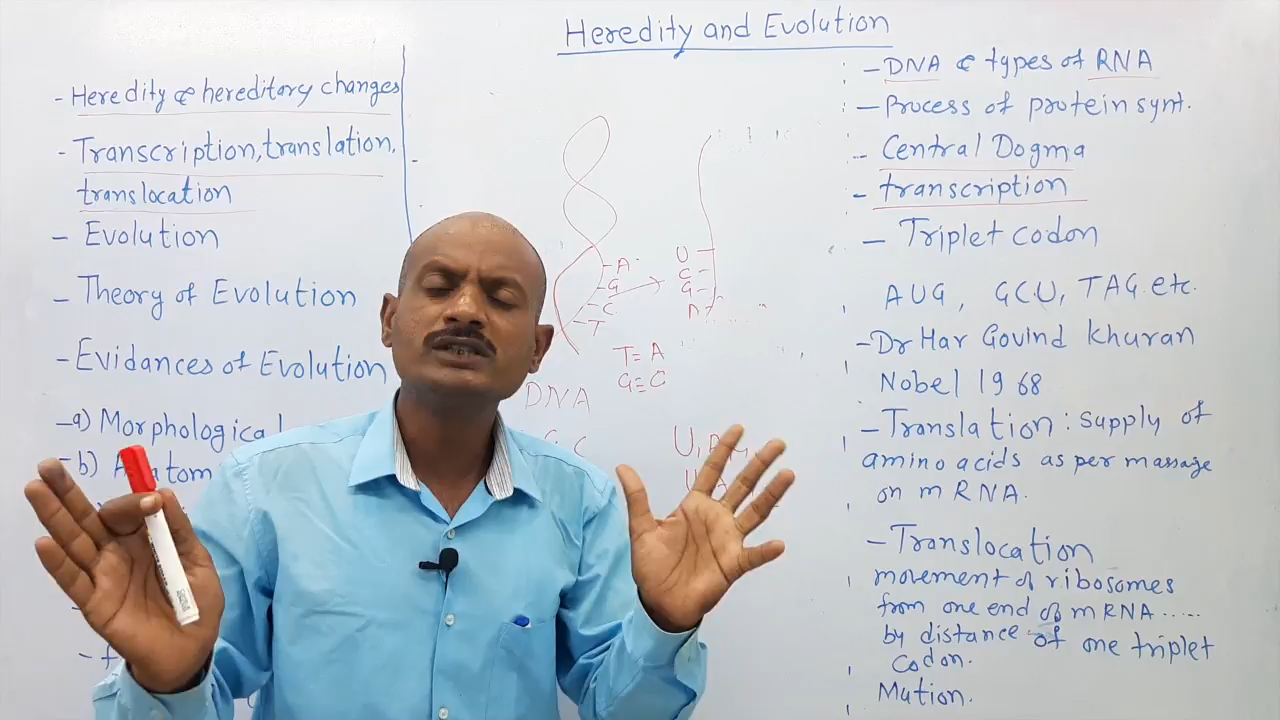 Heredity and Evolution
- Heredity & hereditary changes
- Transcription, translation,
translocation
- Evolution
- Theory of Evolution
- Evidances of Evolution
- a) Morphological
- b)
A
G
C
T
U
C
G
T = A
G ≡ C
DNA
- DNA & types of RNA
- Process of protein synt.
- Central Dogma
- transcription
- Triplet codon
AUG, GCU, TAG etc.
- Dr Har Govind Khuran
Nobel 1968
- Translation: supply of
amino acids as per massage
on mRNA.
- Translocation
movement of ribosomes
from one end of mRNA.....
by distance of one triplet
codon.
Mution.